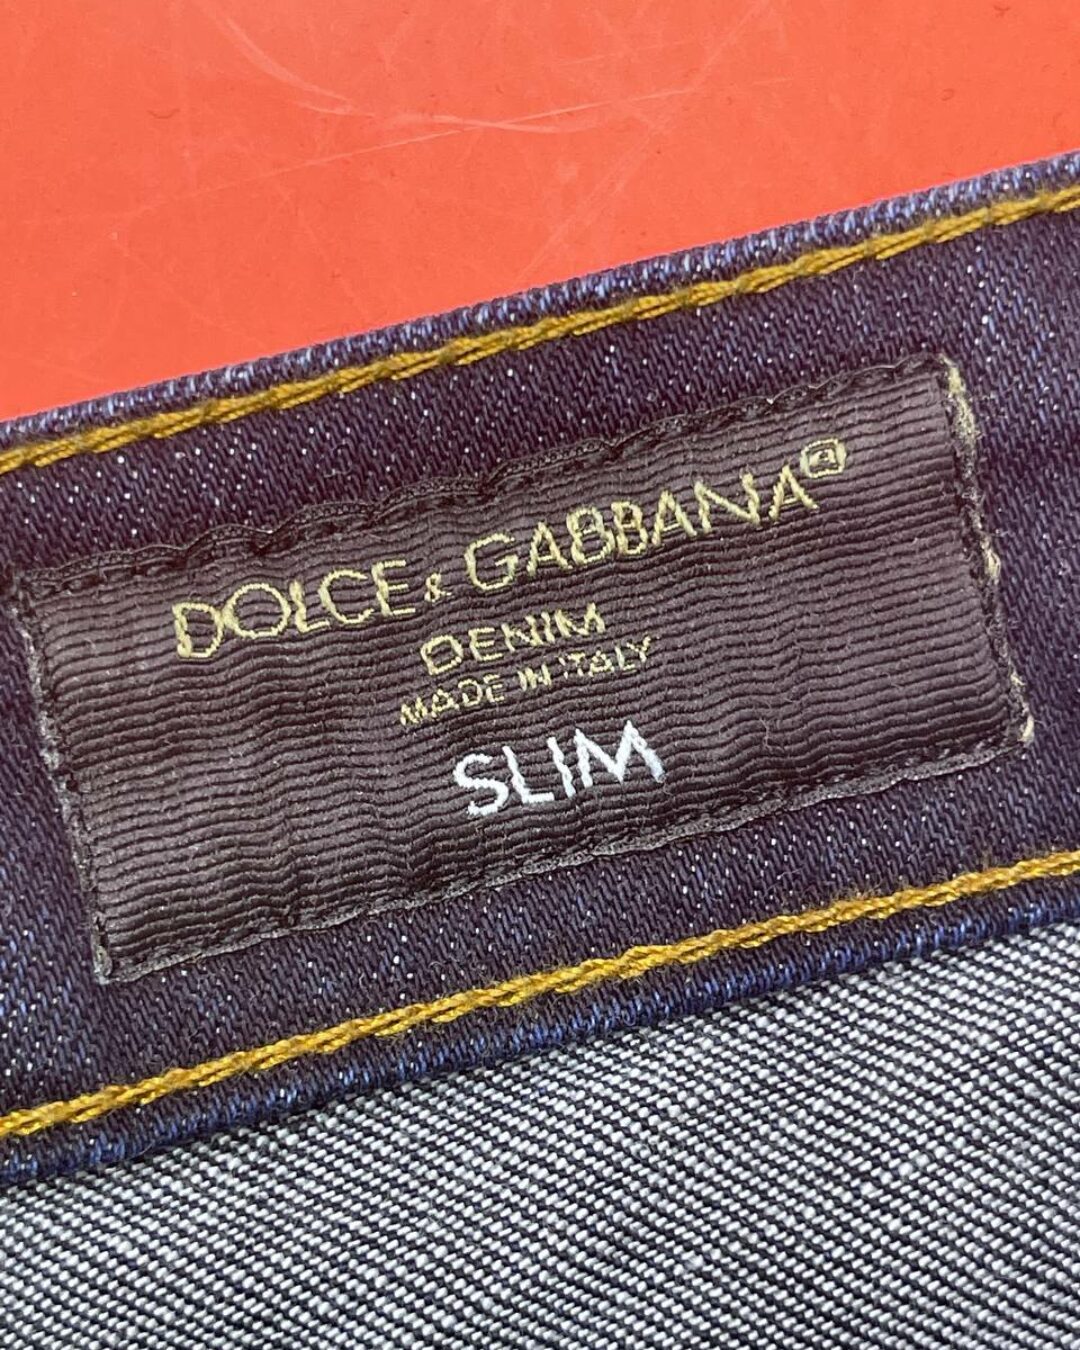 DOLCE & GABBANA®
DENIM
MADE IN ITALY
SLIM